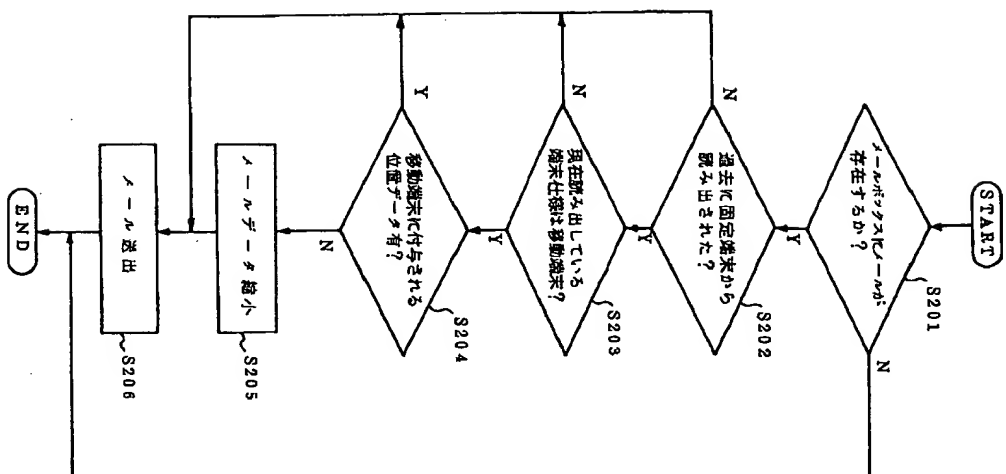 START
メールボックスにメールが
存在するか?
S201
N
Y
過去に固定端末から
読み出された?
S202
N
Y
現在読み出している
端末仕様は移動端末?
S203
N
Y
移動端末に付与される
位置データ有?
S204
Y
N
メールデータ縮小
S205
メール送出
S206
END